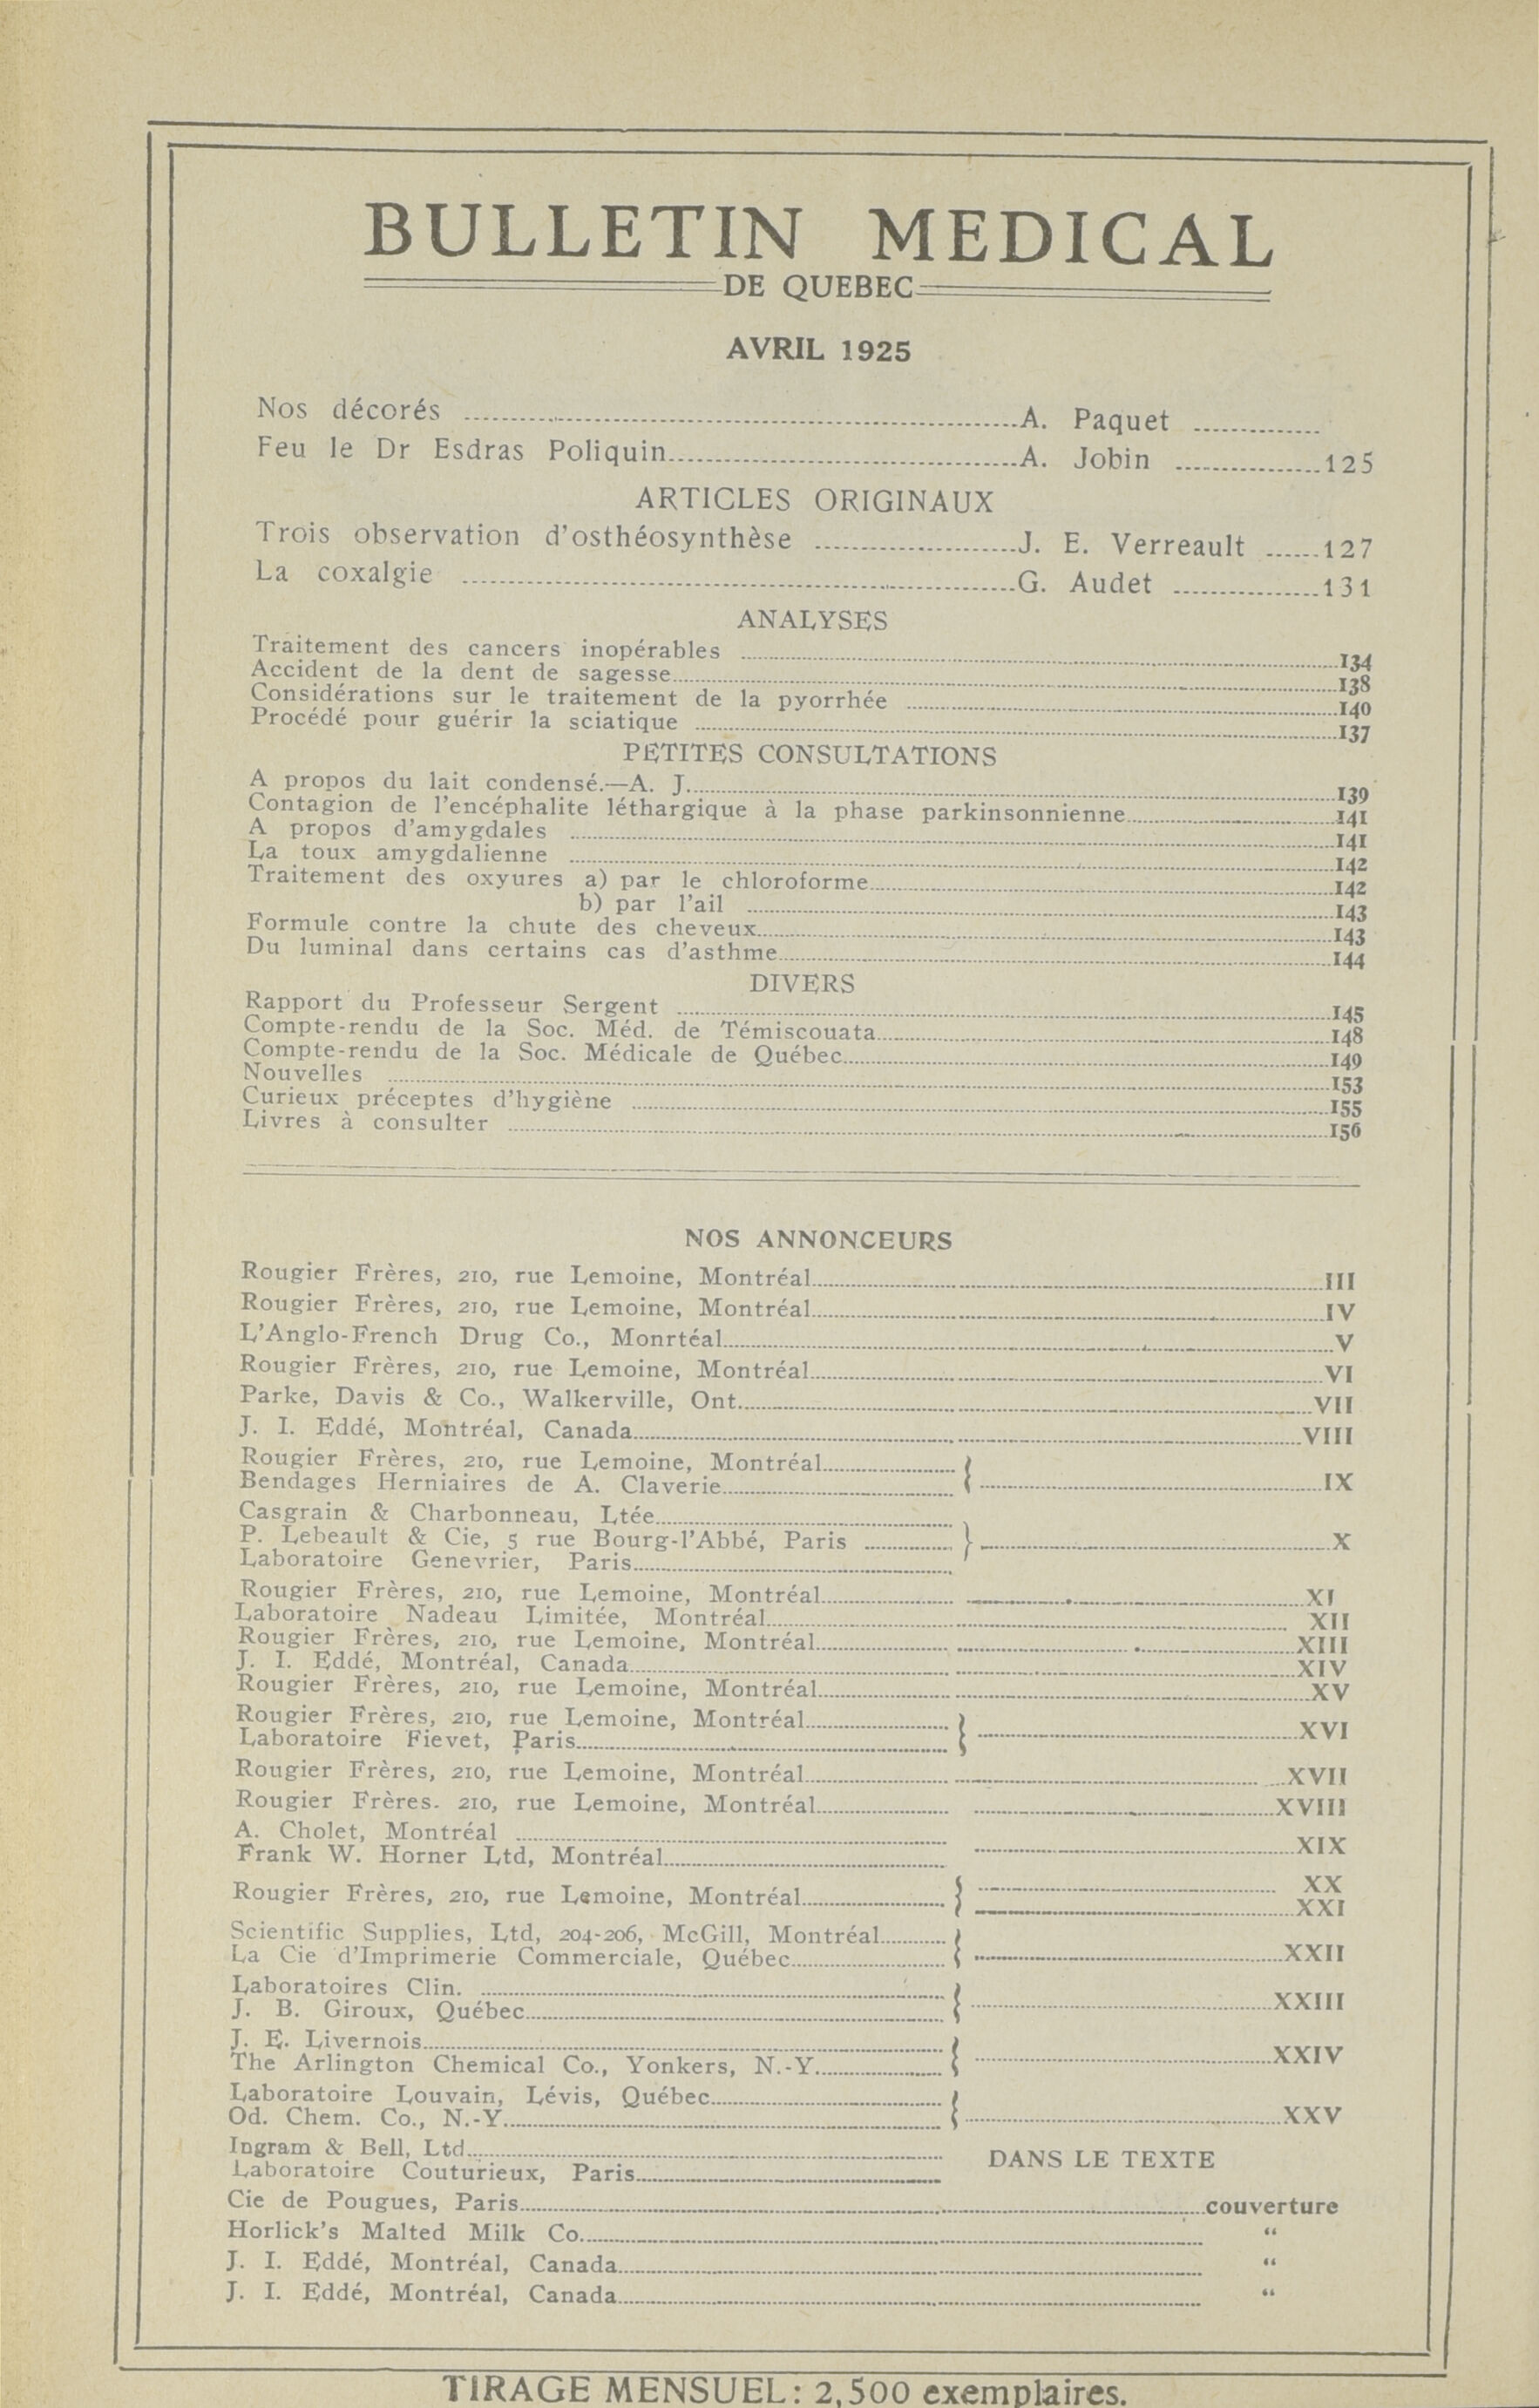 BULLETIN MEDICAL
DE QUEBEC
AVRIL 1925
Nos décorés ........ A. Paquet ........
Feu le Dr Esdras Poliquin ........ A. Jobin ........ 125
ARTICLES ORIGINAUX
Trois observation d'osthéosynthèse ........ J. E. Verreault ........ 127
La coxalgie ........ G. Audet ........ 131
ANALYSES
Traitement des cancers inopérables ........ 134
Accident de la dent de sagesse ........ 138
Considérations sur le traitement de la pyorrhée ........ 140
Procédé pour guérir la sciatique ........ 137
PETITES CONSULTATIONS
A propos du lait condensé.—A. J. ........ 139
Contagion de l'encéphalite léthargique à la phase parkinsonnienne ........ 141
A propos d'amygdales ........ 141
La toux amygdalienne ........ 142
Traitement des oxyures a) par le chloroforme ........ 142
b) par l'ail ........ 143
Formule contre la chute des cheveux ........ 143
Du luminal dans certains cas d'asthme ........ 144
DIVERS
Rapport du Professeur Sergent ........ 145
Compte-rendu de la Soc. Méd. de Témiscouata ........ 148
Compte-rendu de la Soc. Médicale de Québec ........ 149
Nouvelles ........ 153
Curieux préceptes d'hygiène ........ 155
Livres à consulter ........ 156
NOS ANNONCEURS
Rougier Frères, 210, rue Lemoine, Montréal ........ III
Rougier Frères, 210, rue Lemoine, Montréal ........ IV
L'Anglo-French Drug Co., Monrtéal ........ V
Rougier Frères, 210, rue Lemoine, Montréal ........ VI
Parke, Davis & Co., Walkerville, Ont. ........ VII
J. I. Eddé, Montréal, Canada ........ VIII
Rougier Frères, 210, rue Lemoine, Montréal ........
Bendages Herniaires de A. Claverie ........ } ........ IX
Casgrain & Charbonneau, Ltée ........
P. Lebeault & Cie, 5 rue Bourg-l'Abbé, Paris ........ } ........ X
Laboratoire Genevrier, Paris ........
Rougier Frères, 210, rue Lemoine, Montréal ........ XI
Laboratoire Nadeau Limitée, Montréal ........ XII
Rougier Frères, 210, rue Lemoine, Montréal ........ XIII
J. I. Eddé, Montréal, Canada ........ XIV
Rougier Frères, 210, rue Lemoine, Montréal ........ XV
Rougier Frères, 210, rue Lemoine, Montréal ........ } ........ XVI
Laboratoire Fievet, Paris ........
Rougier Frères, 210, rue Lemoine, Montréal ........ XVII
Rougier Frères. 210, rue Lemoine, Montréal ........ XVIII
A. Cholet, Montréal ........
Frank W. Horner Ltd, Montréal ........ XIX
Rougier Frères, 210, rue Lemoine, Montréal ........ { ........ XX
........ XXI
Scientific Supplies, Ltd, 204-206, McGill, Montréal ........
La Cie d'Imprimerie Commerciale, Québec ........ { ........ XXII
Laboratoires Clin. ........
J. B. Giroux, Québec ........ { ........ XXIII
J. E. Livernois ........
The Arlington Chemical Co., Yonkers, N.-Y. ........ { ........ XXIV
Laboratoire Louvain, Lévis, Québec ........
Od. Chem. Co., N.-Y. ........ { ........ XXV
Ingram & Bell, Ltd ........ DANS LE TEXTE
Laboratoire Couturieux, Paris ........
Cie de Pougues, Paris ........ couverture
Horlick's Malted Milk Co. ........ "
J. I. Eddé, Montréal, Canada ........ "
J. I. Eddé, Montréal, Canada ........ "
TIRAGE MENSUEL: 2,500 exemplaires.